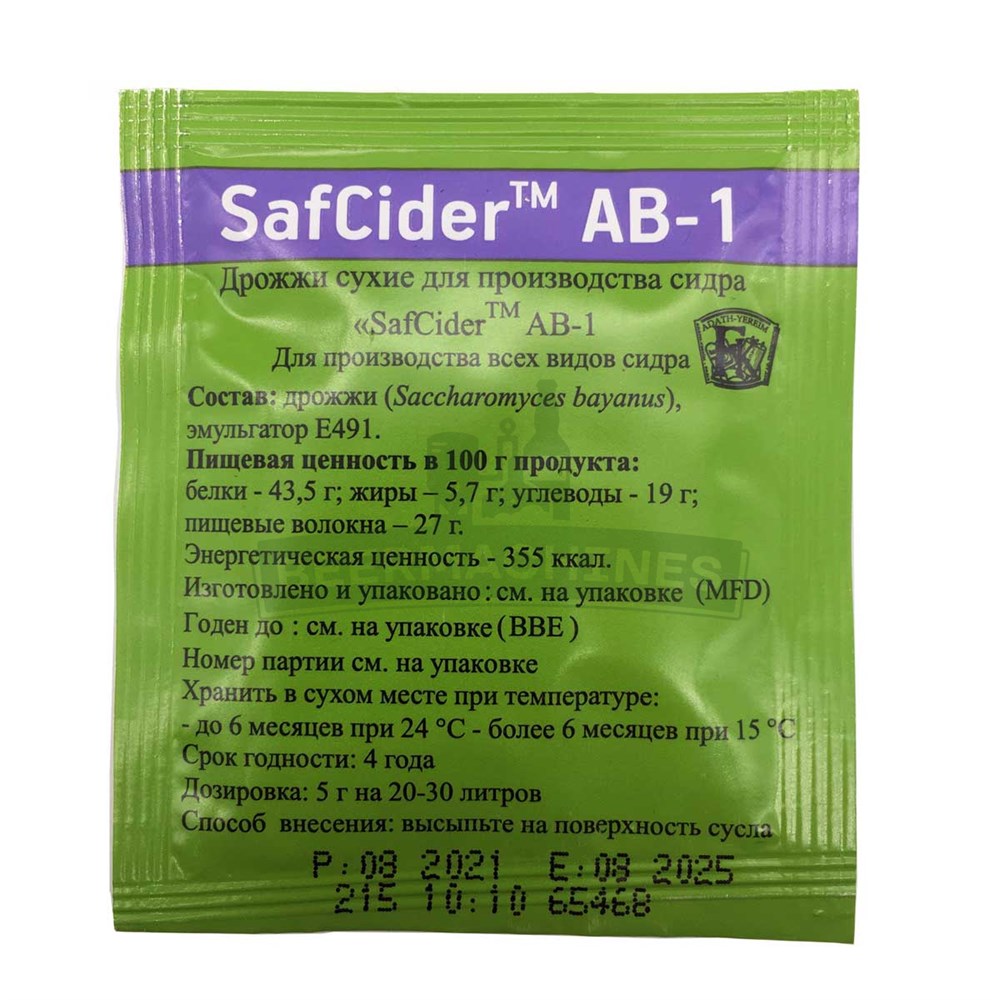 SafCider™ AB-1
Дрожжи сухие для производства сидра
«SafCider™ AB-1
Для производства всех видов сидра
ADATH-YEREIM
K
Состав: дрожжи (Saccharomyces bayanus),
эмульгатор Е491.
Пищевая ценность в 100 г продукта:
белки - 43,5 г; жиры – 5,7 г; углеводы - 19 г;
пищевые волокна – 27 г.
Энергетическая ценность - 355 ккал.
BEERMACHINES
Изготовлено и упаковано: см. на упаковке (MFD)
Годен до : см. на упаковке (BBE )
Номер партии см. на упаковке
Хранить в сухом месте при температуре:
- до 6 месяцев при 24 °C - более 6 месяцев при 15 °C
Срок годности: 4 года
Дозировка: 5 г на 20-30 литров
Способ внесения: высыпьте на поверхность сусла
P:08 2021 E:08 2025
215 10:10 65468